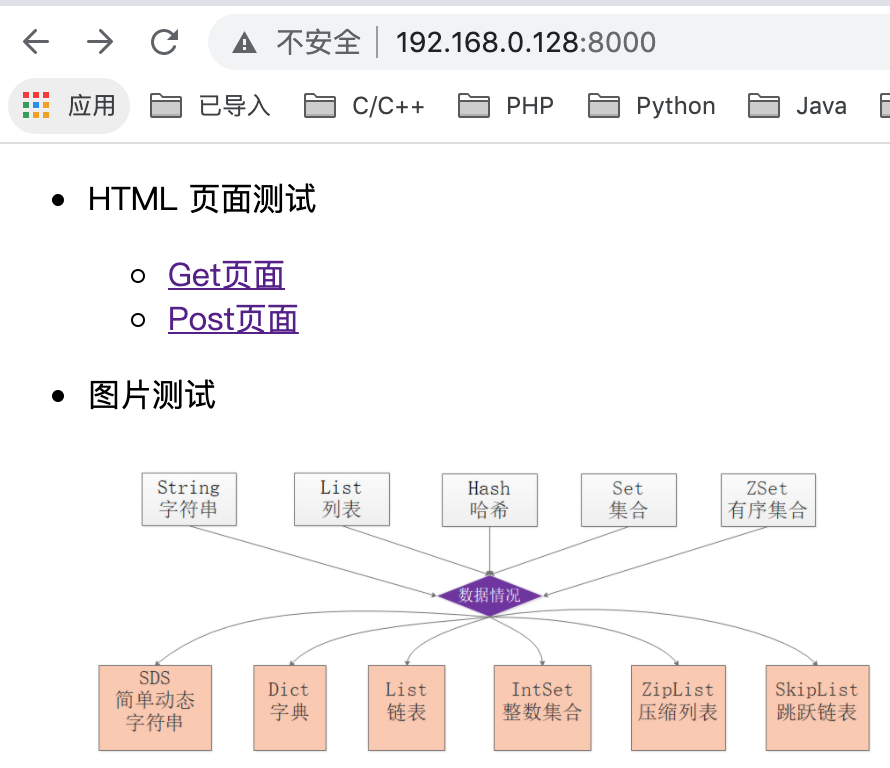 不安全 192.168.0.128:8000
应用 已导入 C/C++ PHP Python Java
HTML 页面测试
Get页面
Post页面
图片测试
String
字符串
List
列表
Hash
哈希
Set
集合
ZSet
有序集合
数据情况
SDS
简单动态
字符串
Dict
字典
List
链表
IntSet
整数集合
ZipList
压缩列表
SkipList
跳跃链表